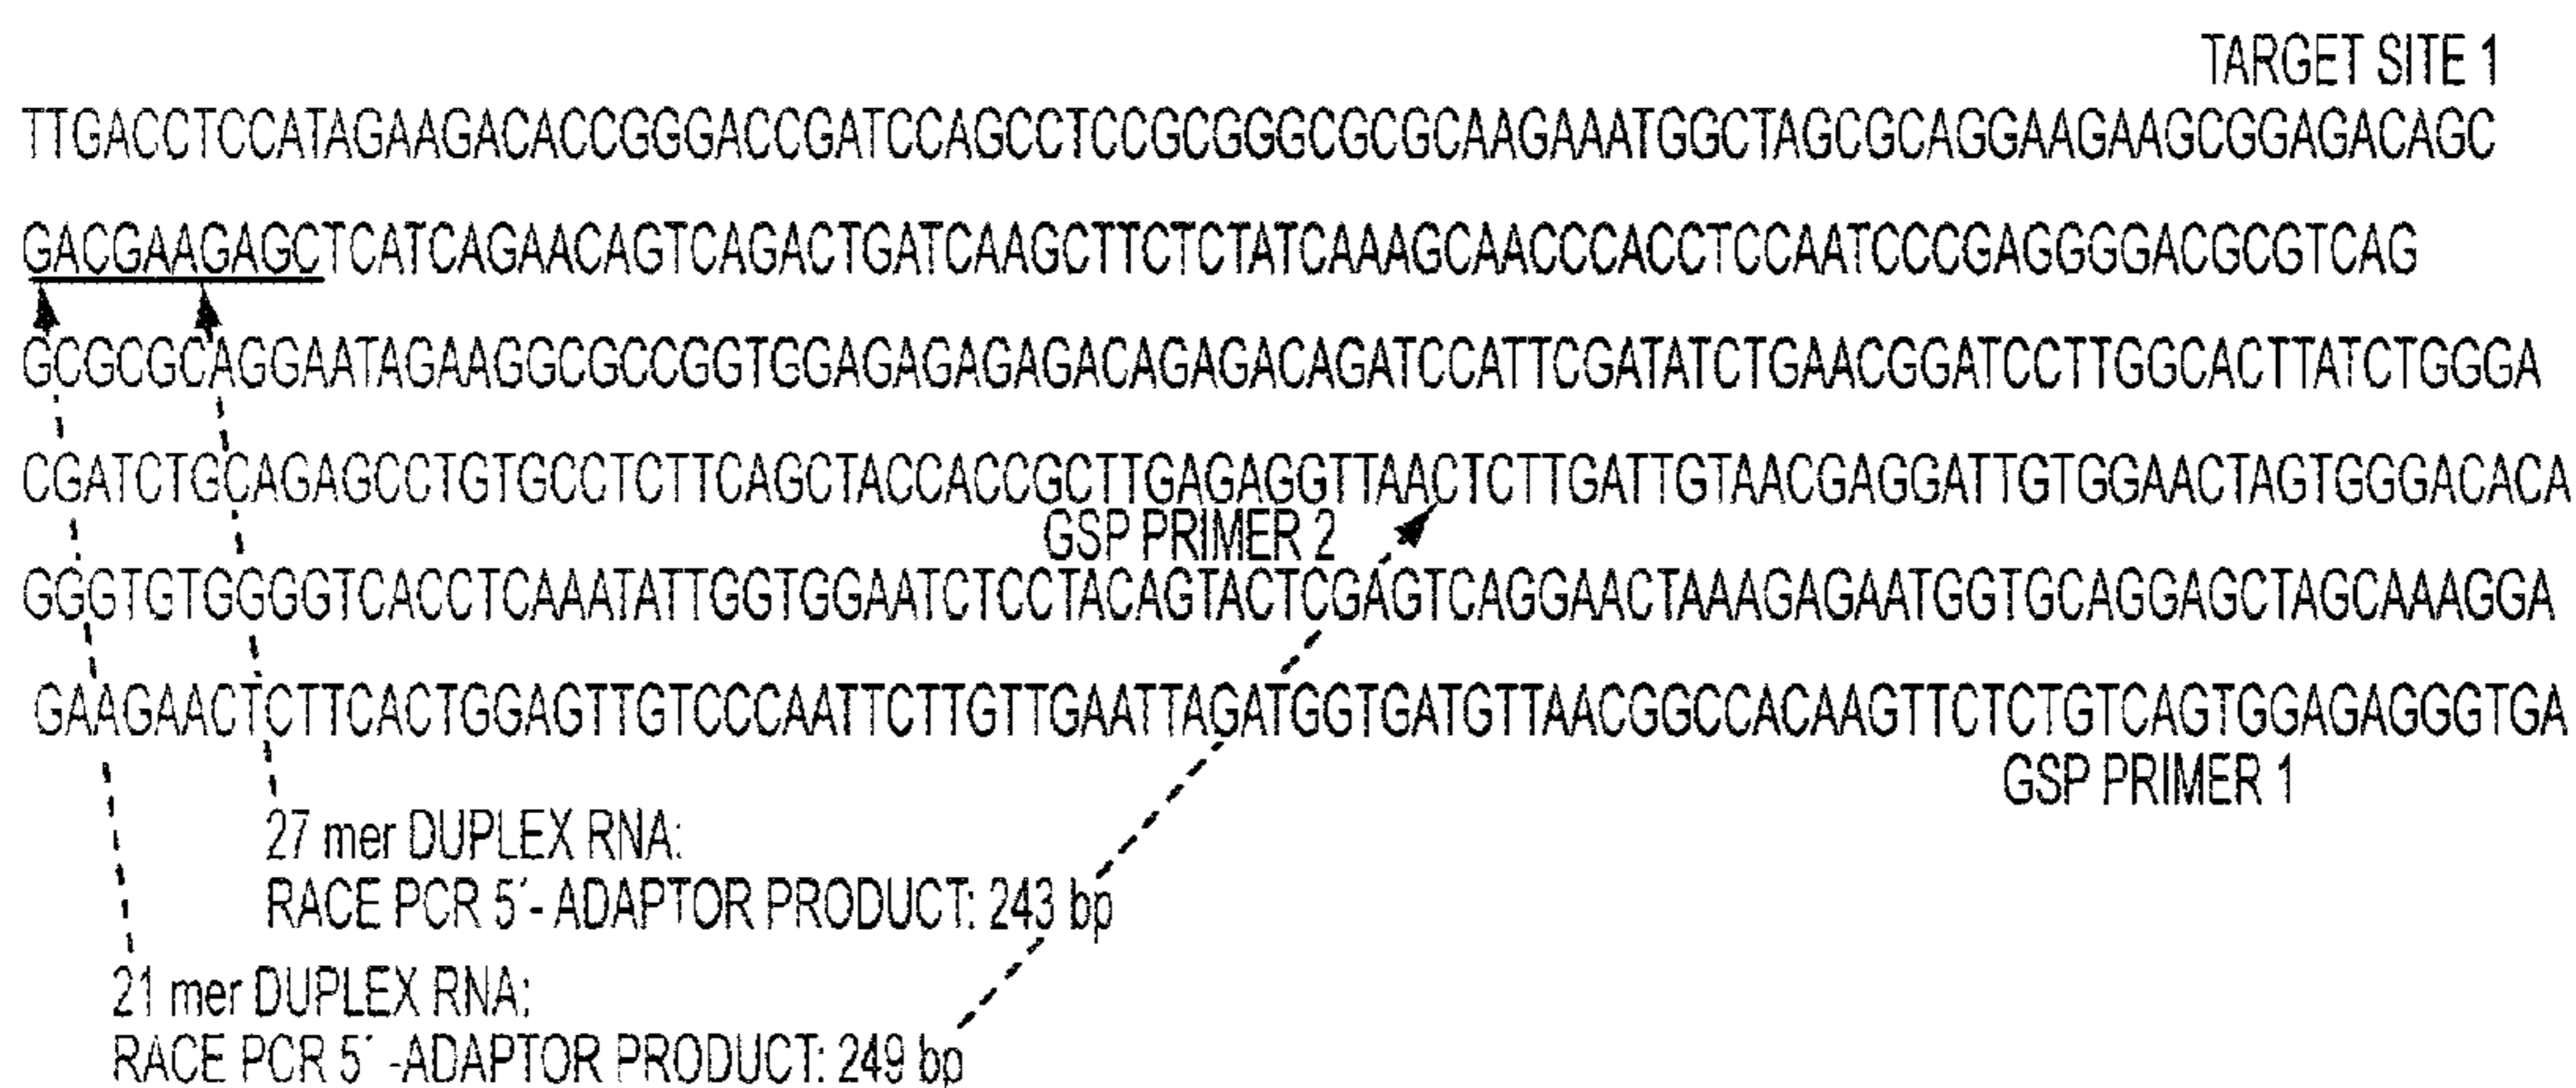 TARGET SITE 1
TTGACCTCCATAGAAGACACCGGGACCGATCCAGCCTCCGCGGGCGCGCAAGAAATGGCTAGCGCAGGAAGAAGCGGAGACAGC
GACGAAGAGCTCATCAGAACAGTCAGACTGATCAAGCTTCTCTATCAAAGCAACCCACCTCCAATCCCGAGGGGACGCGTCAG
GCGCGCAGGAATAGAAGGCGCCGGTGGAGAGAGAGACAGAGACAGATCCATTCGATATCTGAACGGATCCTTGGCACTTATCTGGGA
CGATCTGCAGAGCCTGTGCCTCTTCAGCTACCACCGCTTGAGAGGTTAACTCTTGATTGTAACGAGGATTGTGGAACTAGTGGGACACA
GSP PRIMER 2
GGGTGTGGGGTCACCTCAAATATTGGTGGAATCTCCTACAGTACTCGAGTCAGGAACTAAAGAGAATGGTGCAGGAGCTAGCAAAGGA
GAAGAACTCTTCACTGGAGTTGTCCCAATTCTTGTTGAATTAGATGGTGATGTTAACGGCCACAAGTTCTCTGTCAGTGGAGAGGGTGA
GSP PRIMER 1
27 mer DUPLEX RNA:
RACE PCR 5´- ADAPTOR PRODUCT: 243 bp
21 mer DUPLEX RNA:
RACE PCR 5´ -ADAPTOR PRODUCT: 249 bp